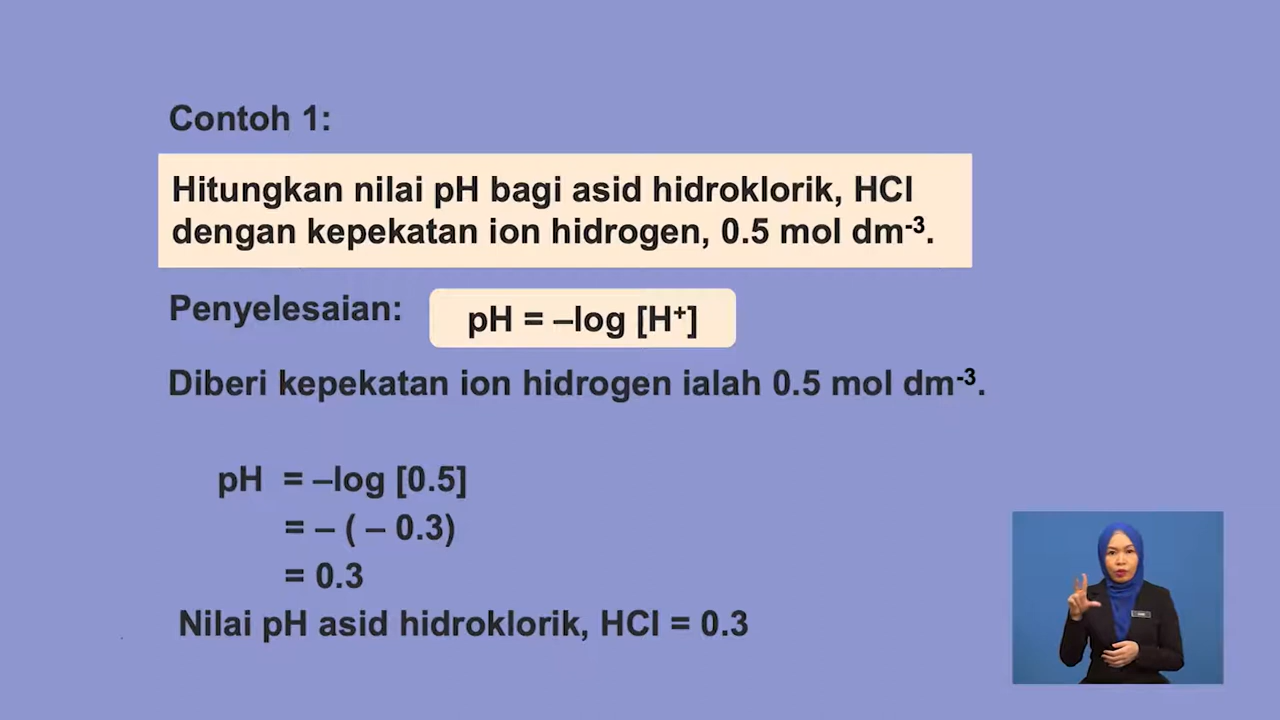 Contoh 1:
Hitungkan nilai pH bagi asid hidroklorik, HCl
dengan kepekatan ion hidrogen, 0.5 mol dm⁻³.
Penyelesaian:
pH = –log [H⁺]
Diberi kepekatan ion hidrogen ialah 0.5 mol dm⁻³.
pH = –log [0.5]
= – ( – 0.3)
= 0.3
Nilai pH asid hidroklorik, HCl = 0.3